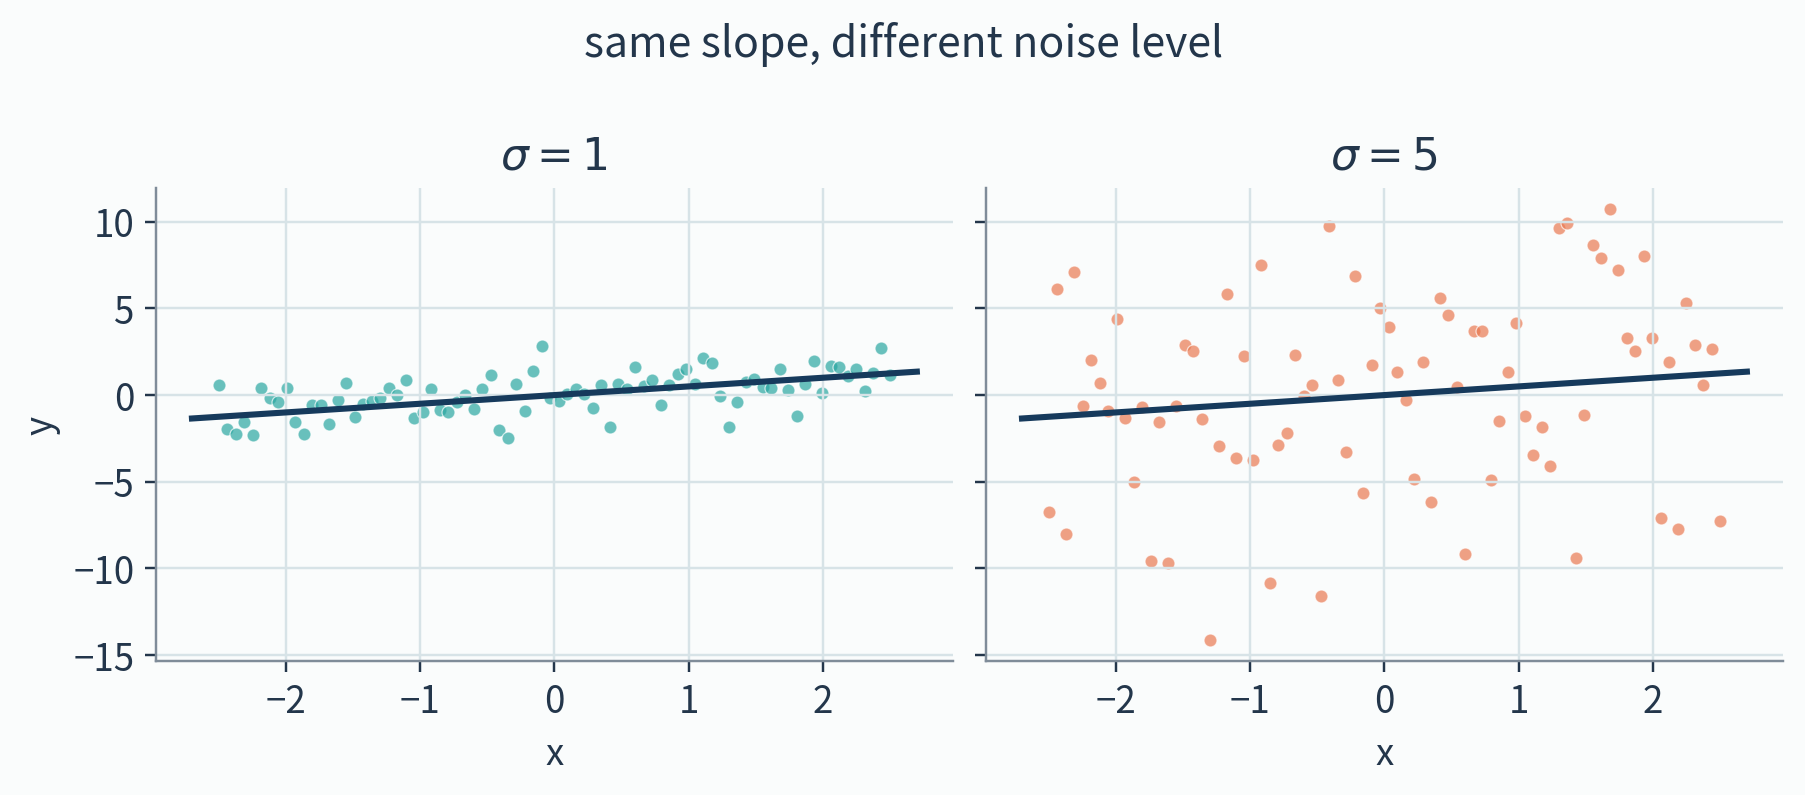 same slope, different noise level
σ = 1
σ = 5
10
5
0
−5
−10
−15
y
−2 −1 0 1 2
−2 −1 0 1 2
x
x